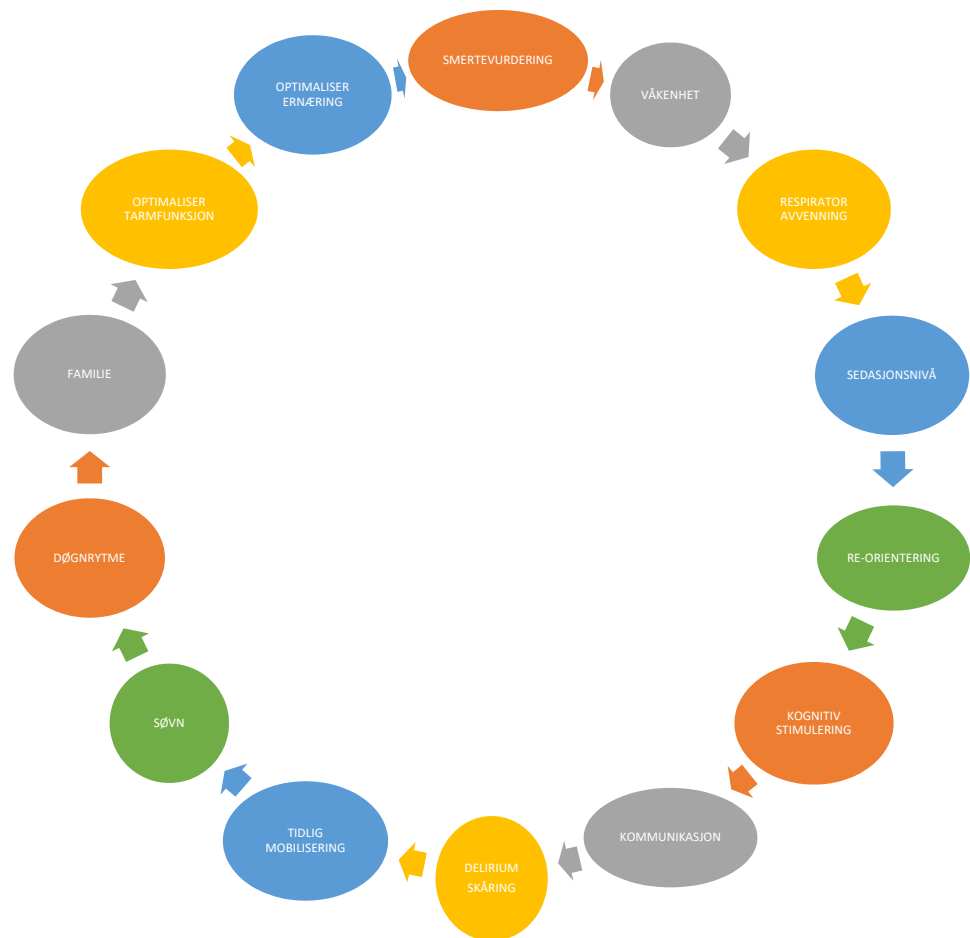 SMERTEVURDERING
VÅKENHET
RESPIRATOR
AVVENNING
SEDASJONSNIVÅ
RE-ORIENTERING
KOGNITIV
STIMULERING
KOMMUNIKASJON
DELIRIUM
SKÅRING
TIDLIG
MOBILISERING
SØVN
DØGNRYTME
FAMILIE
OPTIMALISER
TARMFUNKSJON
OPTIMALISER
ERNÆRING